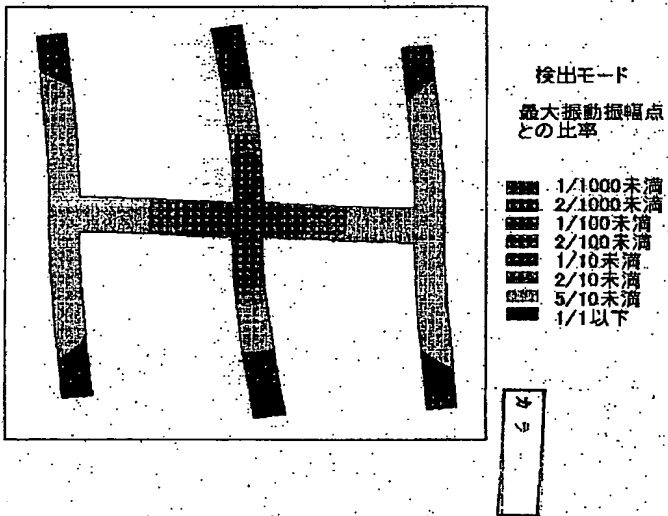 検出モード
最大振動振幅点
との比率
1/1000未満
2/1000未満
1/100未満
2/100未満
1/10未満
2/10未満
5/10未満
1/1以下
カラ